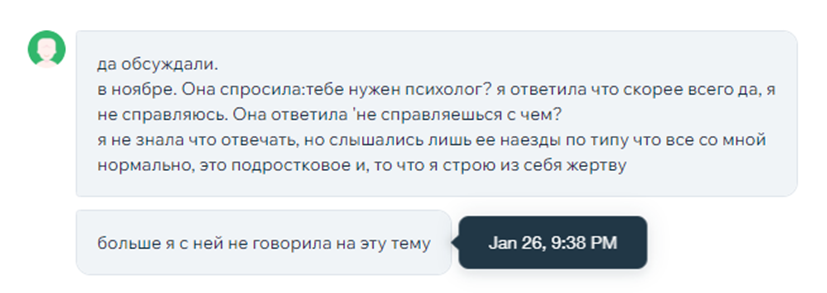 да обсуждали.
в ноябре. Она спросила:тебе нужен психолог? я ответила что скорее всего да, я
не справляюсь. Она ответила 'не справляешься с чем?
я не знала что отвечать, но слышались лишь ее наезды по типу что все со мной
нормально, это подростковое и, то что я строю из себя жертву
больше я с ней не говорила на эту тему
Jan 26, 9:38 PM